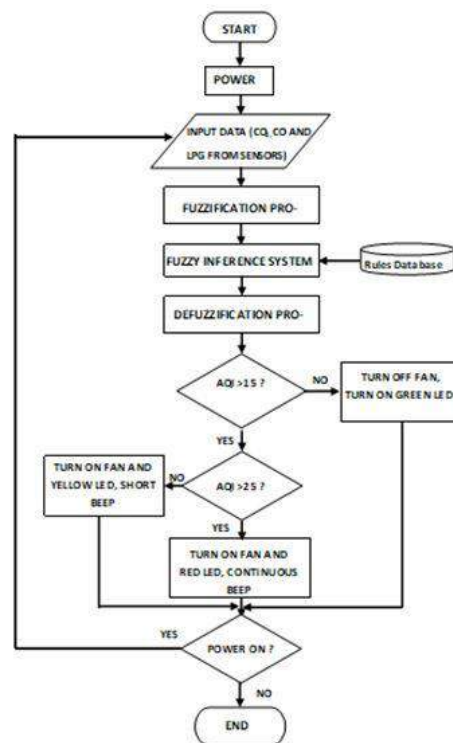 START
POWER
INPUT DATA (CO, CO AND
LPG FROM SENSORS)
FUZZIFICATION PRO-
FUZZY INFERENCE SYSTEM
Rules Database
DEFUZZIFICATION PRO-
AQI >15 ?
NO
TURN OFF FAN,
TURN ON GREEN LED
YES
TURN ON FAN AND
YELLOW LED, SHORT
BEEP
NO
AQI >25 ?
YES
TURN ON FAN AND
RED LED, CONTINUOUS
BEEP
YES
POWER ON ?
NO
END